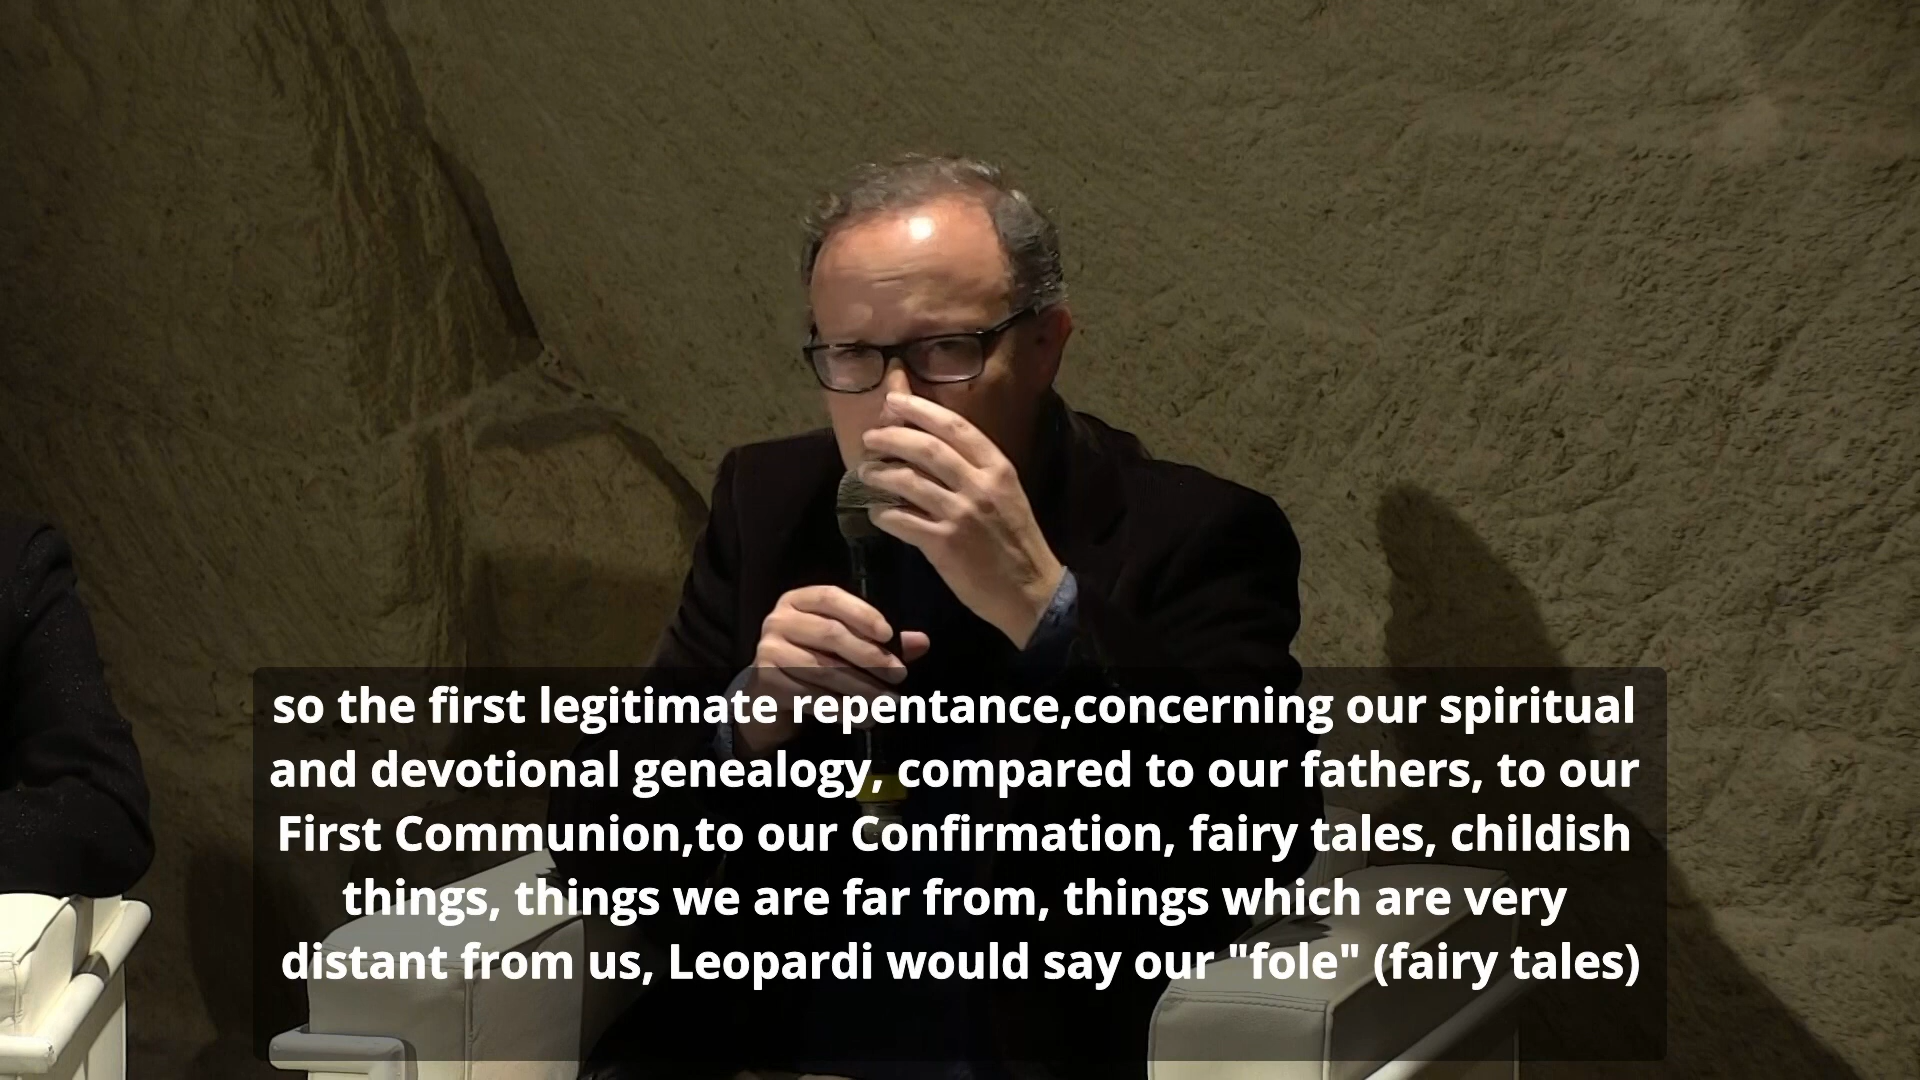 so the first legitimate repentance,concerning our spiritual
and devotional genealogy, compared to our fathers, to our
First Communion,to our Confirmation, fairy tales, childish
things, things we are far from, things which are very
distant from us, Leopardi would say our "fole" (fairy tales)